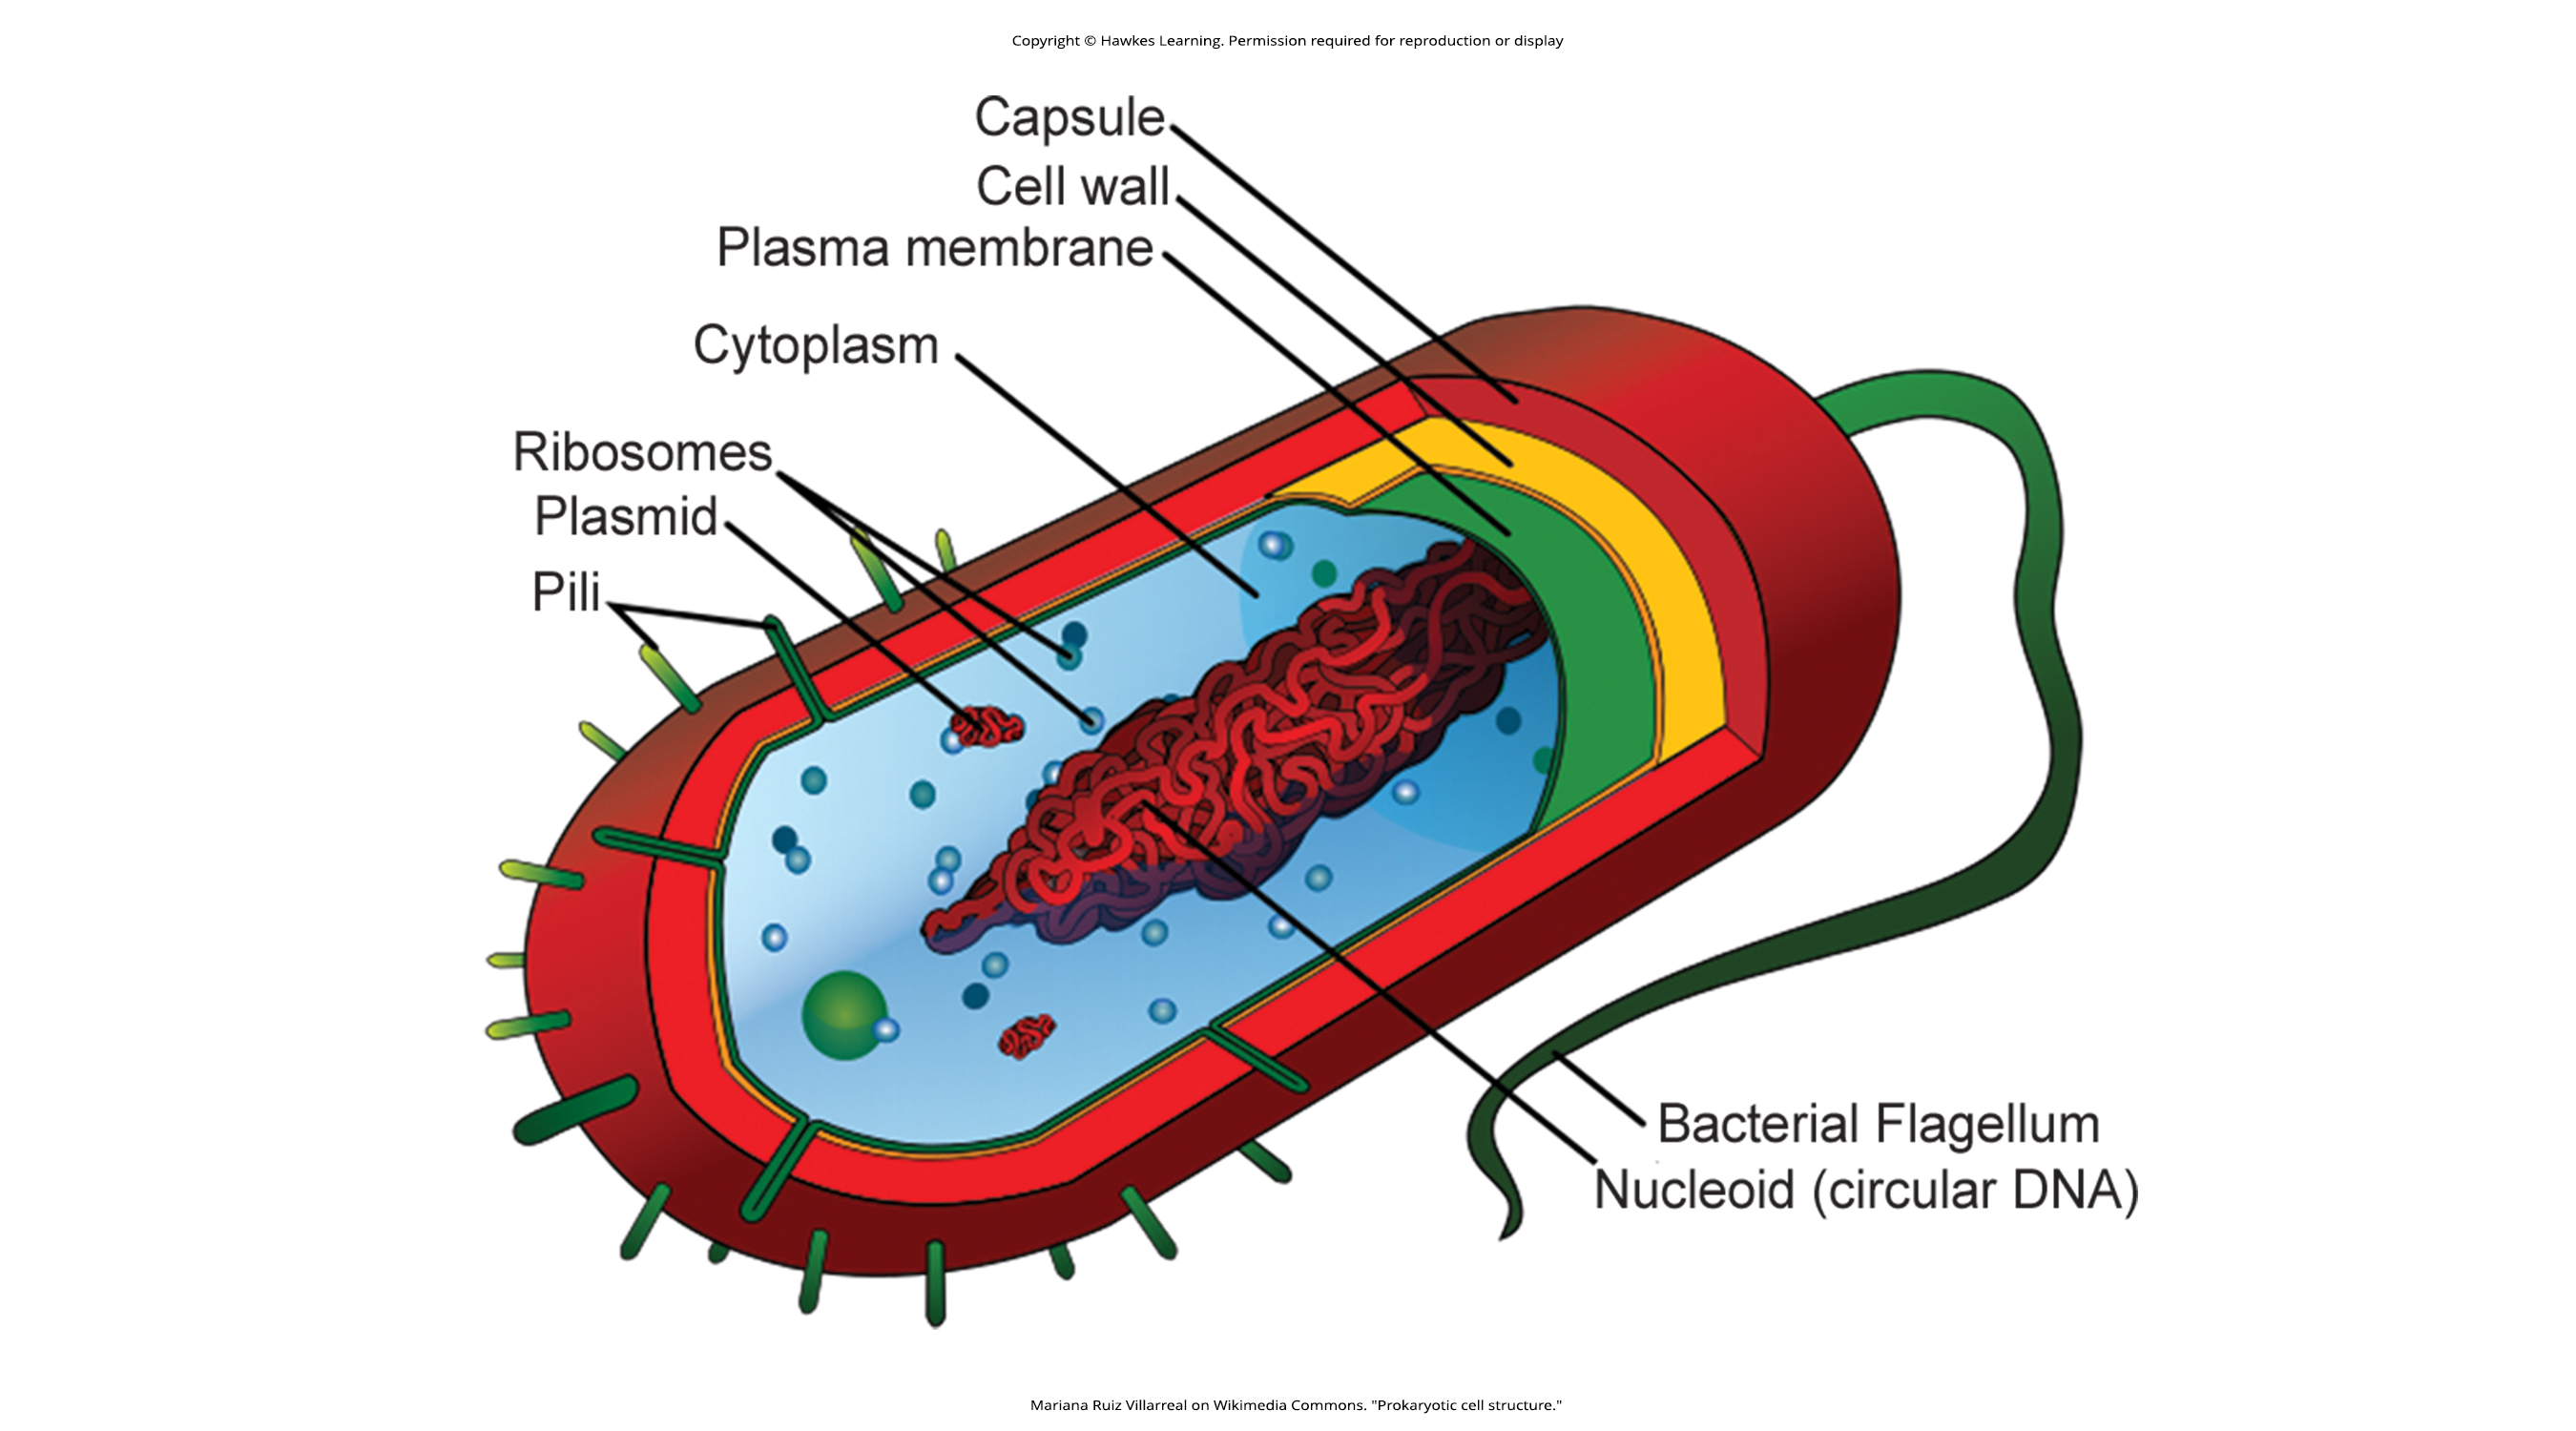 Copyright © Hawkes Learning. Permission required for reproduction or display
Capsule
Cell wall
Plasma membrane
Cytoplasm
Ribosomes
Plasmid
Pili
Bacterial Flagellum
Nucleoid (circular DNA)
Mariana Ruiz Villarreal on Wikimedia Commons. "Prokaryotic cell structure."